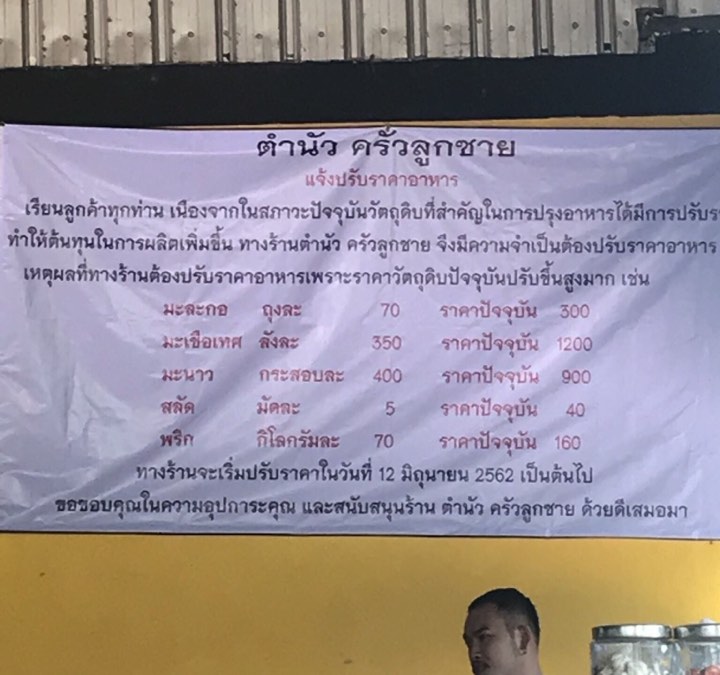 ตำนัว ครัวลูกชาย
แจ้งปรับราคาอาหาร
เรียนลูกค้าทุกท่าน เนื่องจากในสภาวะปัจจุบันวัตถุดิบที่สำคัญในการปรุงอาหารได้มีการปรับรา
ทำให้ต้นทุนในการผลิตเพิ่มขึ้น ทางร้านตำนัว ครัวลูกชาย จึงมีความจำเป็นต้องปรับราคาอาหาร
เหตุผลที่ทางร้านต้องปรับราคาอาหารเพราะราคาวัตถุดิบปัจจุบันปรับขึ้นสูงมาก เช่น
มะละกอ ถุงละ 70 ราคาปัจจุบัน 300
มะเขือเทศ ลังละ 350 ราคาปัจจุบัน 1200
มะนาว กระสอบละ 400 ราคาปัจจุบัน 900
สลัด มัดละ 5 ราคาปัจจุบัน 40
พริก กิโลกรัมละ 70 ราคาปัจจุบัน 160
ทางร้านจะเริ่มปรับราคาในวันที่ 12 มิถุนายน 2562 เป็นต้นไป
ขอขอบคุณในความอุปการะคุณ และสนับสนุนร้าน ตำนัว ครัวลูกชาย ด้วยดีเสมอมา